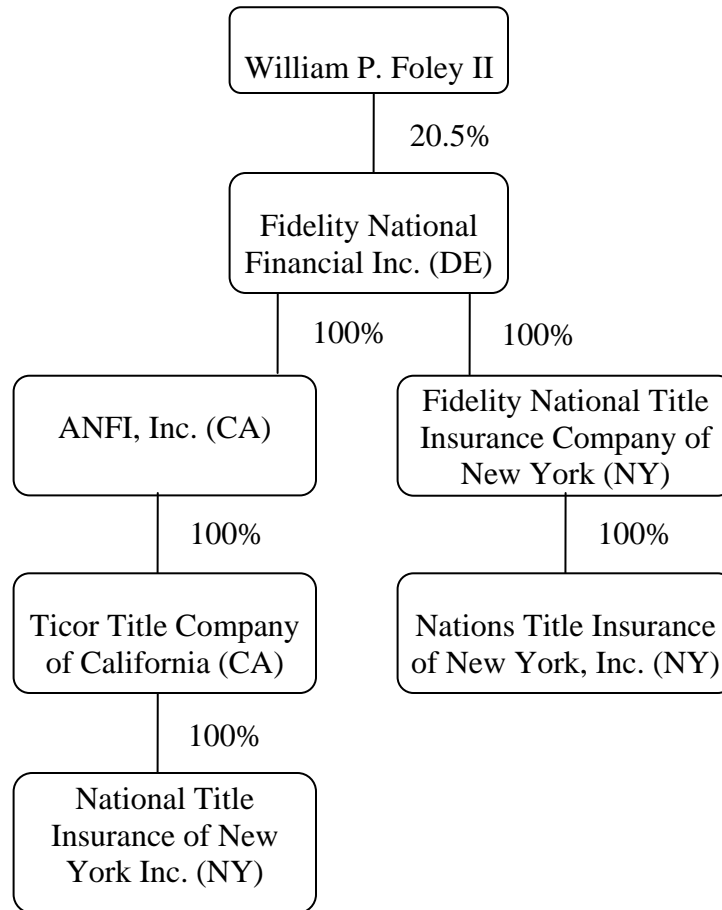 William P. Foley II
20.5%
Fidelity National
Financial Inc. (DE)
100%
100%
ANFI, Inc. (CA)
Fidelity National Title
Insurance Company of
New York (NY)
100%
100%
Ticor Title Company
of California (CA)
Nations Title Insurance
of New York, Inc. (NY)
100%
National Title
Insurance of New
York Inc. (NY)